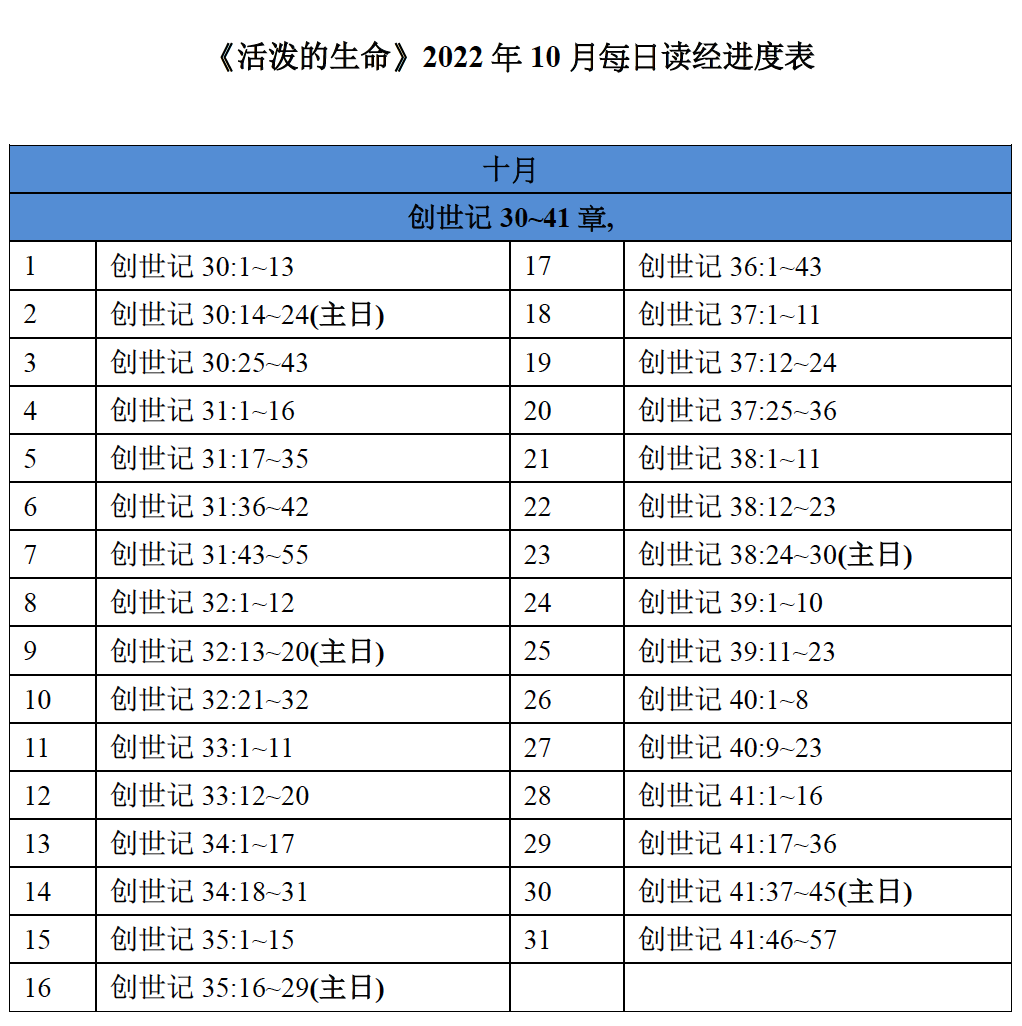 《活泼的生命》2022 年 10 月每日读经进度表
十月
创世记 30~41 章,
1 创世记 30:1~13 17 创世记 36:1~43
2 创世记 30:14~24(主日) 18 创世记 37:1~11
3 创世记 30:25~43 19 创世记 37:12~24
4 创世记 31:1~16 20 创世记 37:25~36
5 创世记 31:17~35 21 创世记 38:1~11
6 创世记 31:36~42 22 创世记 38:12~23
7 创世记 31:43~55 23 创世记 38:24~30(主日)
8 创世记 32:1~12 24 创世记 39:1~10
9 创世记 32:13~20(主日) 25 创世记 39:11~23
10 创世记 32:21~32 26 创世记 40:1~8
11 创世记 33:1~11 27 创世记 40:9~23
12 创世记 33:12~20 28 创世记 41:1~16
13 创世记 34:1~17 29 创世记 41:17~36
14 创世记 34:18~31 30 创世记 41:37~45(主日)
15 创世记 35:1~15 31 创世记 41:46~57
16 创世记 35:16~29(主日)